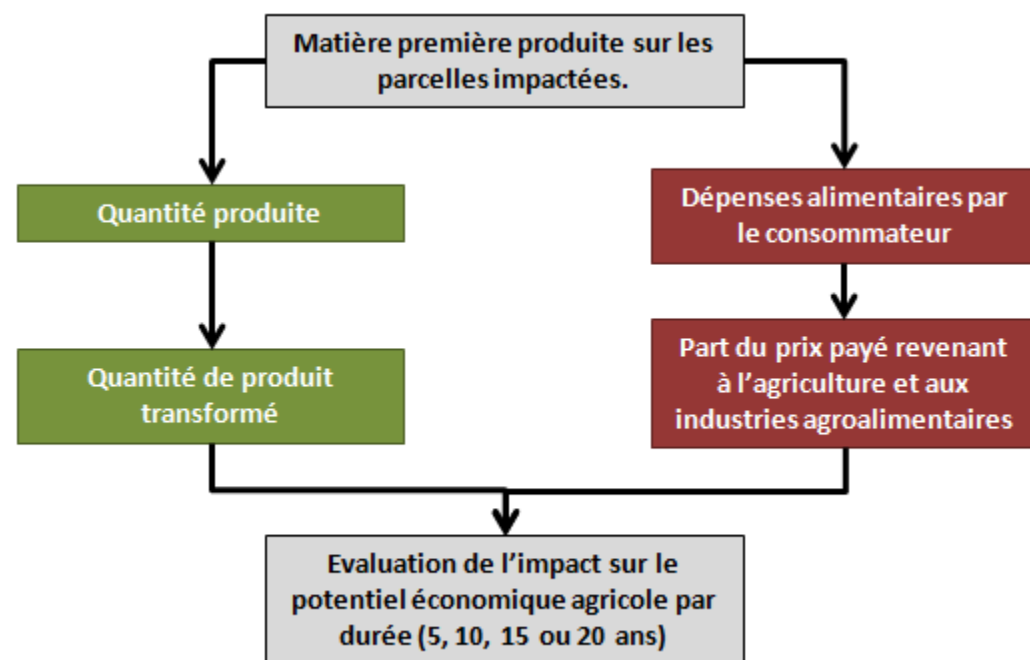 Matière première produite sur les
parcelles impactées.
Quantité produite
Dépenses alimentaires par
le consommateur
Quantité de produit
transformé
Part du prix payé revenant
à l’agriculture et aux
industries agroalimentaires
Evaluation de l’impact sur le
potentiel économique agricole par
durée (5, 10, 15 ou 20 ans)